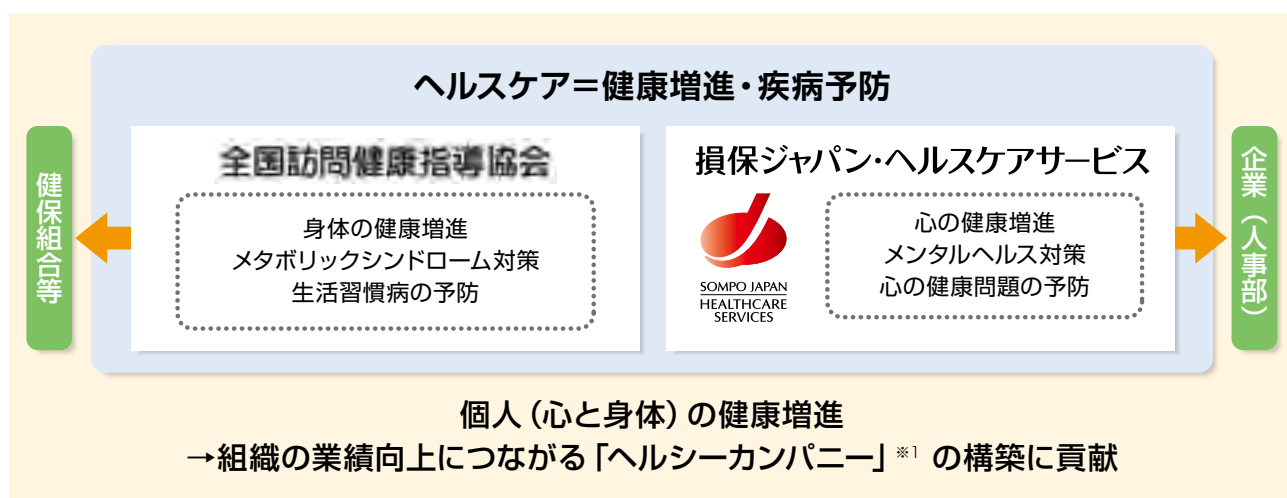 ヘルスケア＝健康増進・疾病予防
健保組合等
全国訪問健康指導協会
身体の健康増進
メタボリックシンドローム対策
生活習慣病の予防
損保ジャパン・ヘルスケアサービス
SOMPO JAPAN
HEALTHCARE
SERVICES
心の健康増進
メンタルヘルス対策
心の健康問題の予防
企業（人事部）
個人（心と身体）の健康増進
→組織の業績向上につながる「ヘルシーカンパニー」※1 の構築に貢献